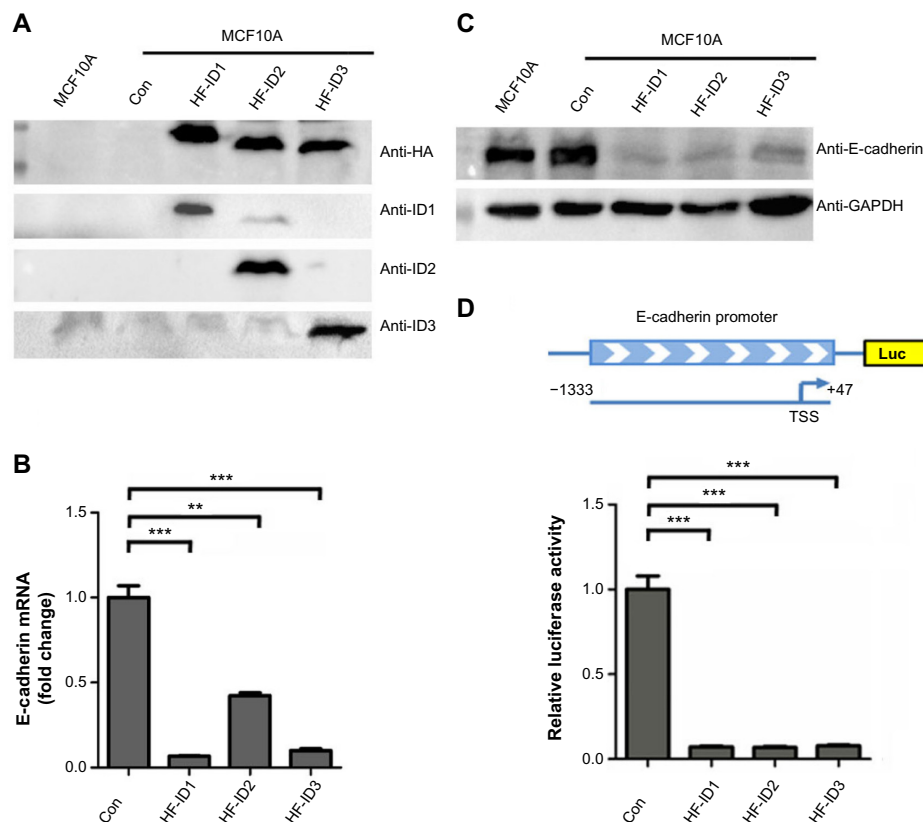 A
MCF10A
MCF10A
Con
HF-ID1
HF-ID2
HF-ID3
Anti-HA
Anti-ID1
Anti-ID2
Anti-ID3
C
MCF10A
MCF10A
Con
HF-ID1
HF-ID2
HF-ID3
Anti-E-cadherin
Anti-GAPDH
D
E-cadherin promoter
Luc
−1333
+47
TSS
B
***
**
***
E-cadherin mRNA
(fold change)
1.5
1.0
0.5
0.0
Con
HF-ID1
HF-ID2
HF-ID3
***
***
***
Relative luciferase activity
1.5
1.0
0.5
0.0
Con
HF-ID1
HF-ID2
HF-ID3